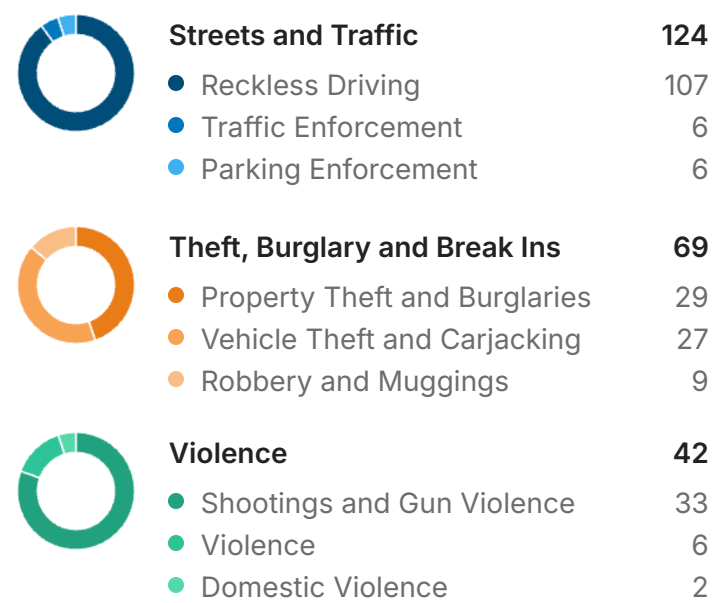 Streets and Traffic 124
Reckless Driving 107
Traffic Enforcement 6
Parking Enforcement 6
Theft, Burglary and Break Ins 69
Property Theft and Burglaries 29
Vehicle Theft and Carjacking 27
Robbery and Muggings 9
Violence 42
Shootings and Gun Violence 33
Violence 6
Domestic Violence 2